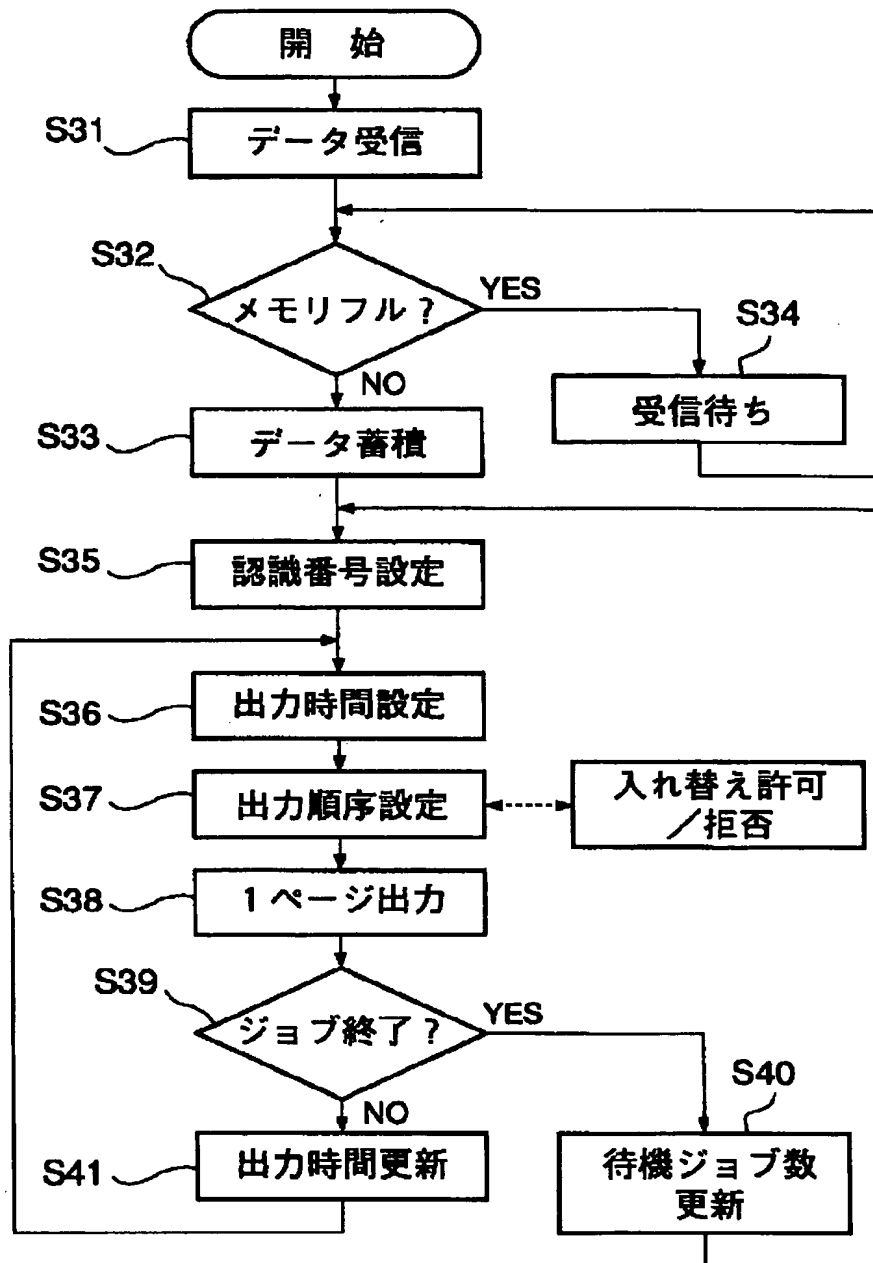 開 始
S31
データ受信
S32
メモリフル？
YES
NO
S34
受信待ち
S33
データ蓄積
S35
認識番号設定
S36
出力時間設定
S37
出力順序設定
入れ替え許可
／拒否
S38
1ページ出力
S39
ジョブ終了？
YES
NO
S40
待機ジョブ数
更新
S41
出力時間更新